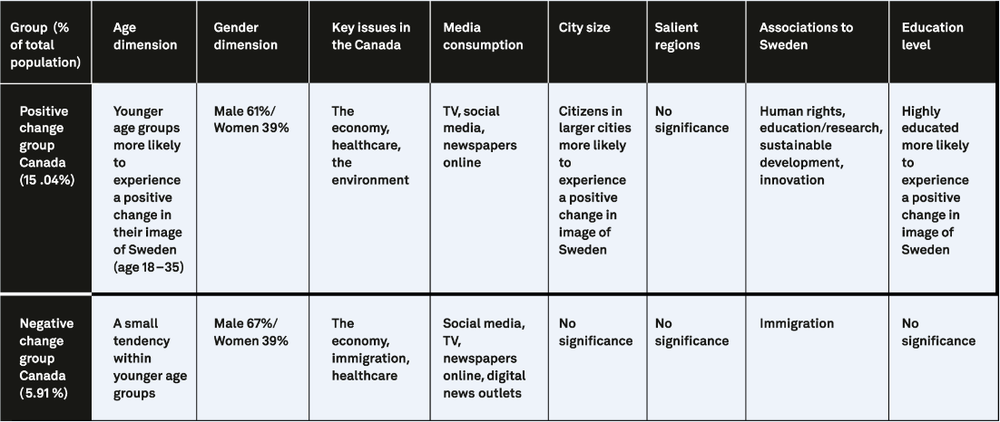 Group (%
of total
population)
Age
dimension
Gender
dimension
Key issues in
the Canada
Media
consumption
City size
Salient
regions
Associations to
Sweden
Education
level
Positive
change
group
Canada
(15 .04%)
Younger
age groups
more likely
to
experience
a positive
change in
their image
of Sweden
(age 18–35)
Male 61%/
Women 39%
The
economy,
healthcare,
the
environment
TV, social
media,
newspapers
online
Citizens in
larger cities
more likely
to
experience
a positive
change in
image of
Sweden
No
significance
Human rights,
education/research,
sustainable
development,
innovation
Highly
educated
more likely
to
experience
a positive
change in
image of
Sweden
Negative
change
group
Canada
(5.91 %)
A small
tendency
within
younger age
groups
Male 67%/
Women 39%
The
economy,
immigration,
healthcare
Social media,
TV,
newspapers
online, digital
news outlets
No
significance
No
significance
Immigration
No
significance